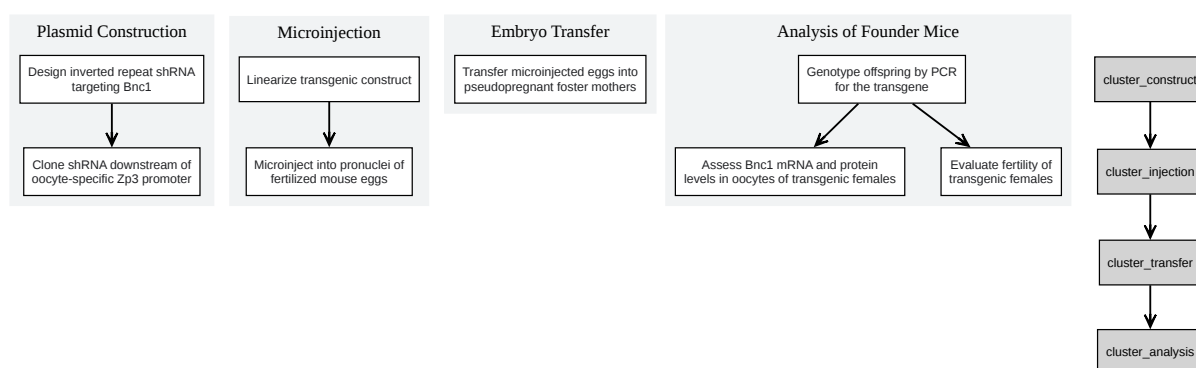 Plasmid Construction
Design inverted repeat shRNA
targeting Bnc1
Clone shRNA downstream of
oocyte-specific Zp3 promoter
Microinjection
Linearize transgenic construct
Microinject into pronuclei of
fertilized mouse eggs
Embryo Transfer
Transfer microinjected eggs into
pseudopregnant foster mothers
Analysis of Founder Mice
Genotype offspring by PCR
for the transgene
Assess Bnc1 mRNA and protein
levels in oocytes of transgenic females
Evaluate fertility of
transgenic females
cluster_construct
cluster_injection
cluster_transfer
cluster_analysis